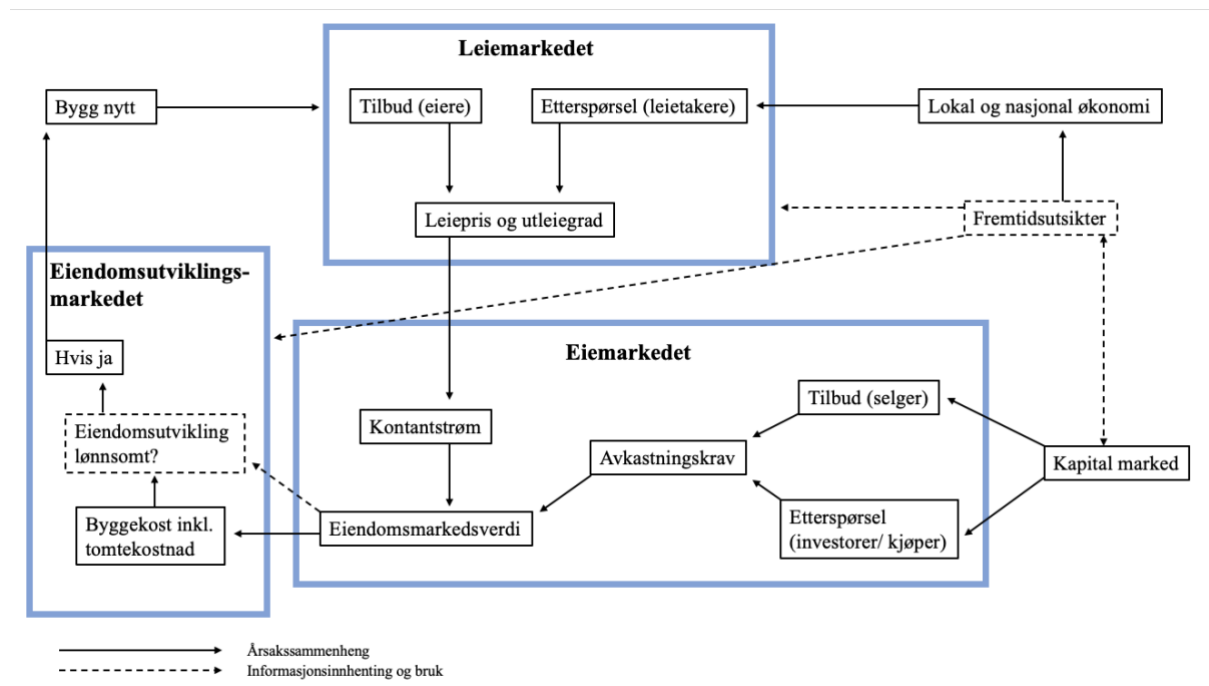 Leiemarkedet
Bygg nytt
Tilbud (eiere)
Etterspørsel (leietakere)
Lokal og nasjonal økonomi
Leiepris og utleiegrad
Fremtidsutsikter
Eiendomsutviklings-
markedet
Hvis ja
Eiendomsutvikling
lønnsomt?
Byggekost inkl.
tomtekostnad
Eiemarkedet
Kontantstrøm
Tilbud (selger)
Avkastningskrav
Kapital marked
Eiendomsmarkedsverdi
Etterspørsel
(investorer/ kjøper)
Årsakssammenheng
Informasjonsinnhenting og bruk